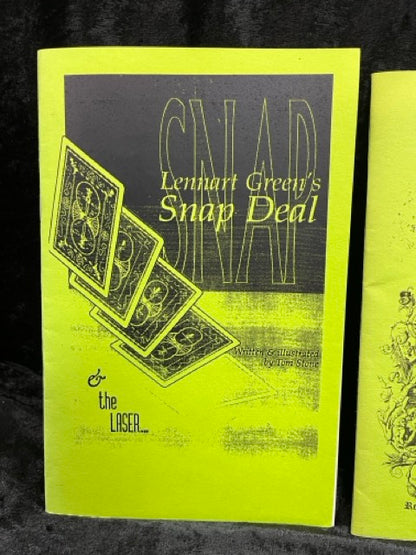 SNAP
Lennart Green's
Snap Deal
Written & illustrated
by Tom Stone
& the
LASER...